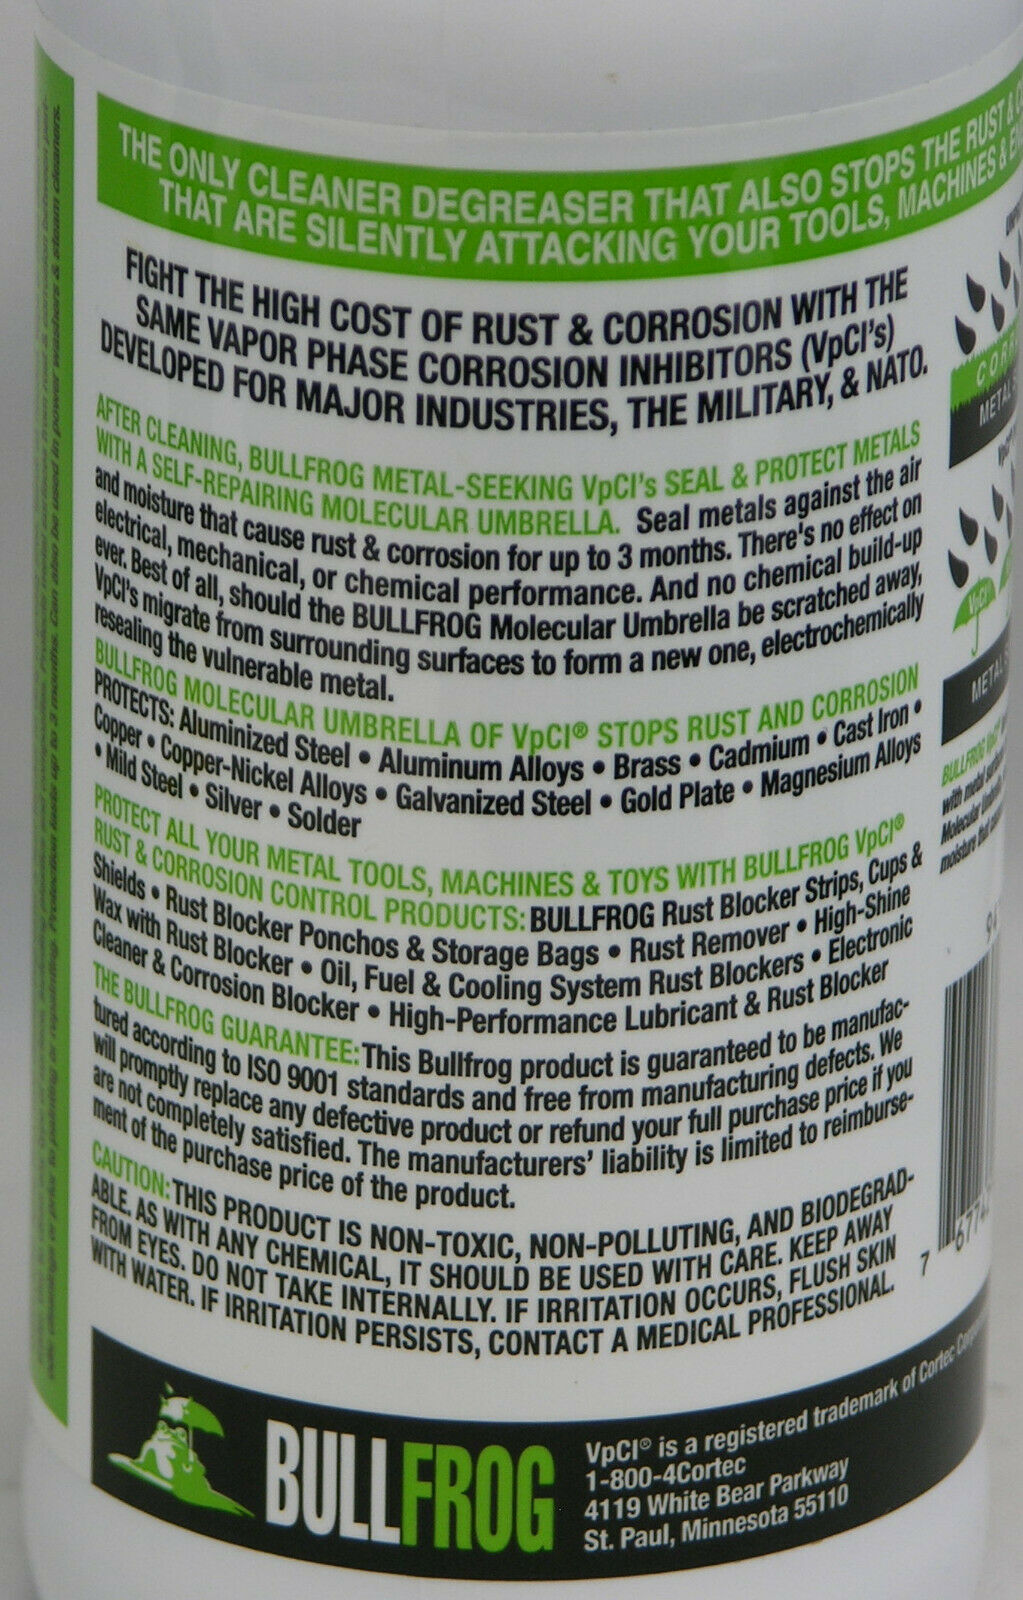 THE ONLY CLEANER DEGREASER THAT ALSO STOPS THE RUST &
THAT ARE SILENTLY ATTACKING YOUR TOOLS, MACHINES &
FIGHT THE HIGH COST OF RUST & CORROSION WITH THE
SAME VAPOR PHASE CORROSION INHIBITORS (VpCI's)
DEVELOPED FOR MAJOR INDUSTRIES, THE MILITARY, & NATO.
AFTER CLEANING, BULLFROG METAL-SEEKING VpCI's SEAL & PROTECT METALS
WITH A SELF-REPAIRING MOLECULAR UMBRELLA. Seal metals against the air
and moisture that cause rust & corrosion for up to 3 months. There's no effect on
electrical, mechanical, or chemical performance. And no chemical build-up
ever. Best of all, should the BULLFROG Molecular Umbrella be scratched away,
VpCI's migrate from surrounding surfaces to form a new one, electrochemically
resealing the vulnerable metal.
BULLFROG MOLECULAR UMBRELLA OF VpCI® STOPS RUST AND CORROSION
PROTECTS: Aluminized Steel • Aluminum Alloys • Brass • Cadmium • Cast Iron •
Copper • Copper-Nickel Alloys • Galvanized Steel • Gold Plate • Magnesium Alloys
• Mild Steel • Silver • Solder
PROTECT ALL YOUR METAL TOOLS, MACHINES & TOYS WITH BULLFROG VpCI®
RUST & CORROSION CONTROL PRODUCTS: BULLFROG Rust Blocker Strips, Cups &
Shields • Rust Blocker Ponchos & Storage Bags • Rust Remover • High-Shine
Wax with Rust Blocker • Oil, Fuel & Cooling System Rust Blockers • Electronic
Cleaner & Corrosion Blocker • High-Performance Lubricant & Rust Blocker
THE BULLFROG GUARANTEE: This Bullfrog product is guaranteed to be manufac-
tured according to ISO 9001 standards and free from manufacturing defects. We
will promptly replace any defective product or refund your full purchase price if you
are not completely satisfied. The manufacturers' liability is limited to reimburse-
ment of the purchase price of the product.
CAUTION: THIS PRODUCT IS NON-TOXIC, NON-POLLUTING, AND BIODEGRAD-
ABLE. AS WITH ANY CHEMICAL, IT SHOULD BE USED WITH CARE. KEEP AWAY
FROM EYES. DO NOT TAKE INTERNALLY. IF IRRITATION OCCURS, FLUSH SKIN
WITH WATER. IF IRRITATION PERSISTS, CONTACT A MEDICAL PROFESSIONAL.
BULLFROG
VpCI® is a registered trademark of Cortec
1-800-4Cortec
4119 White Bear Parkway
St. Paul, Minnesota 55110
VpCI
BULLFROG VpCI
with metal
Molecular
moisture
7